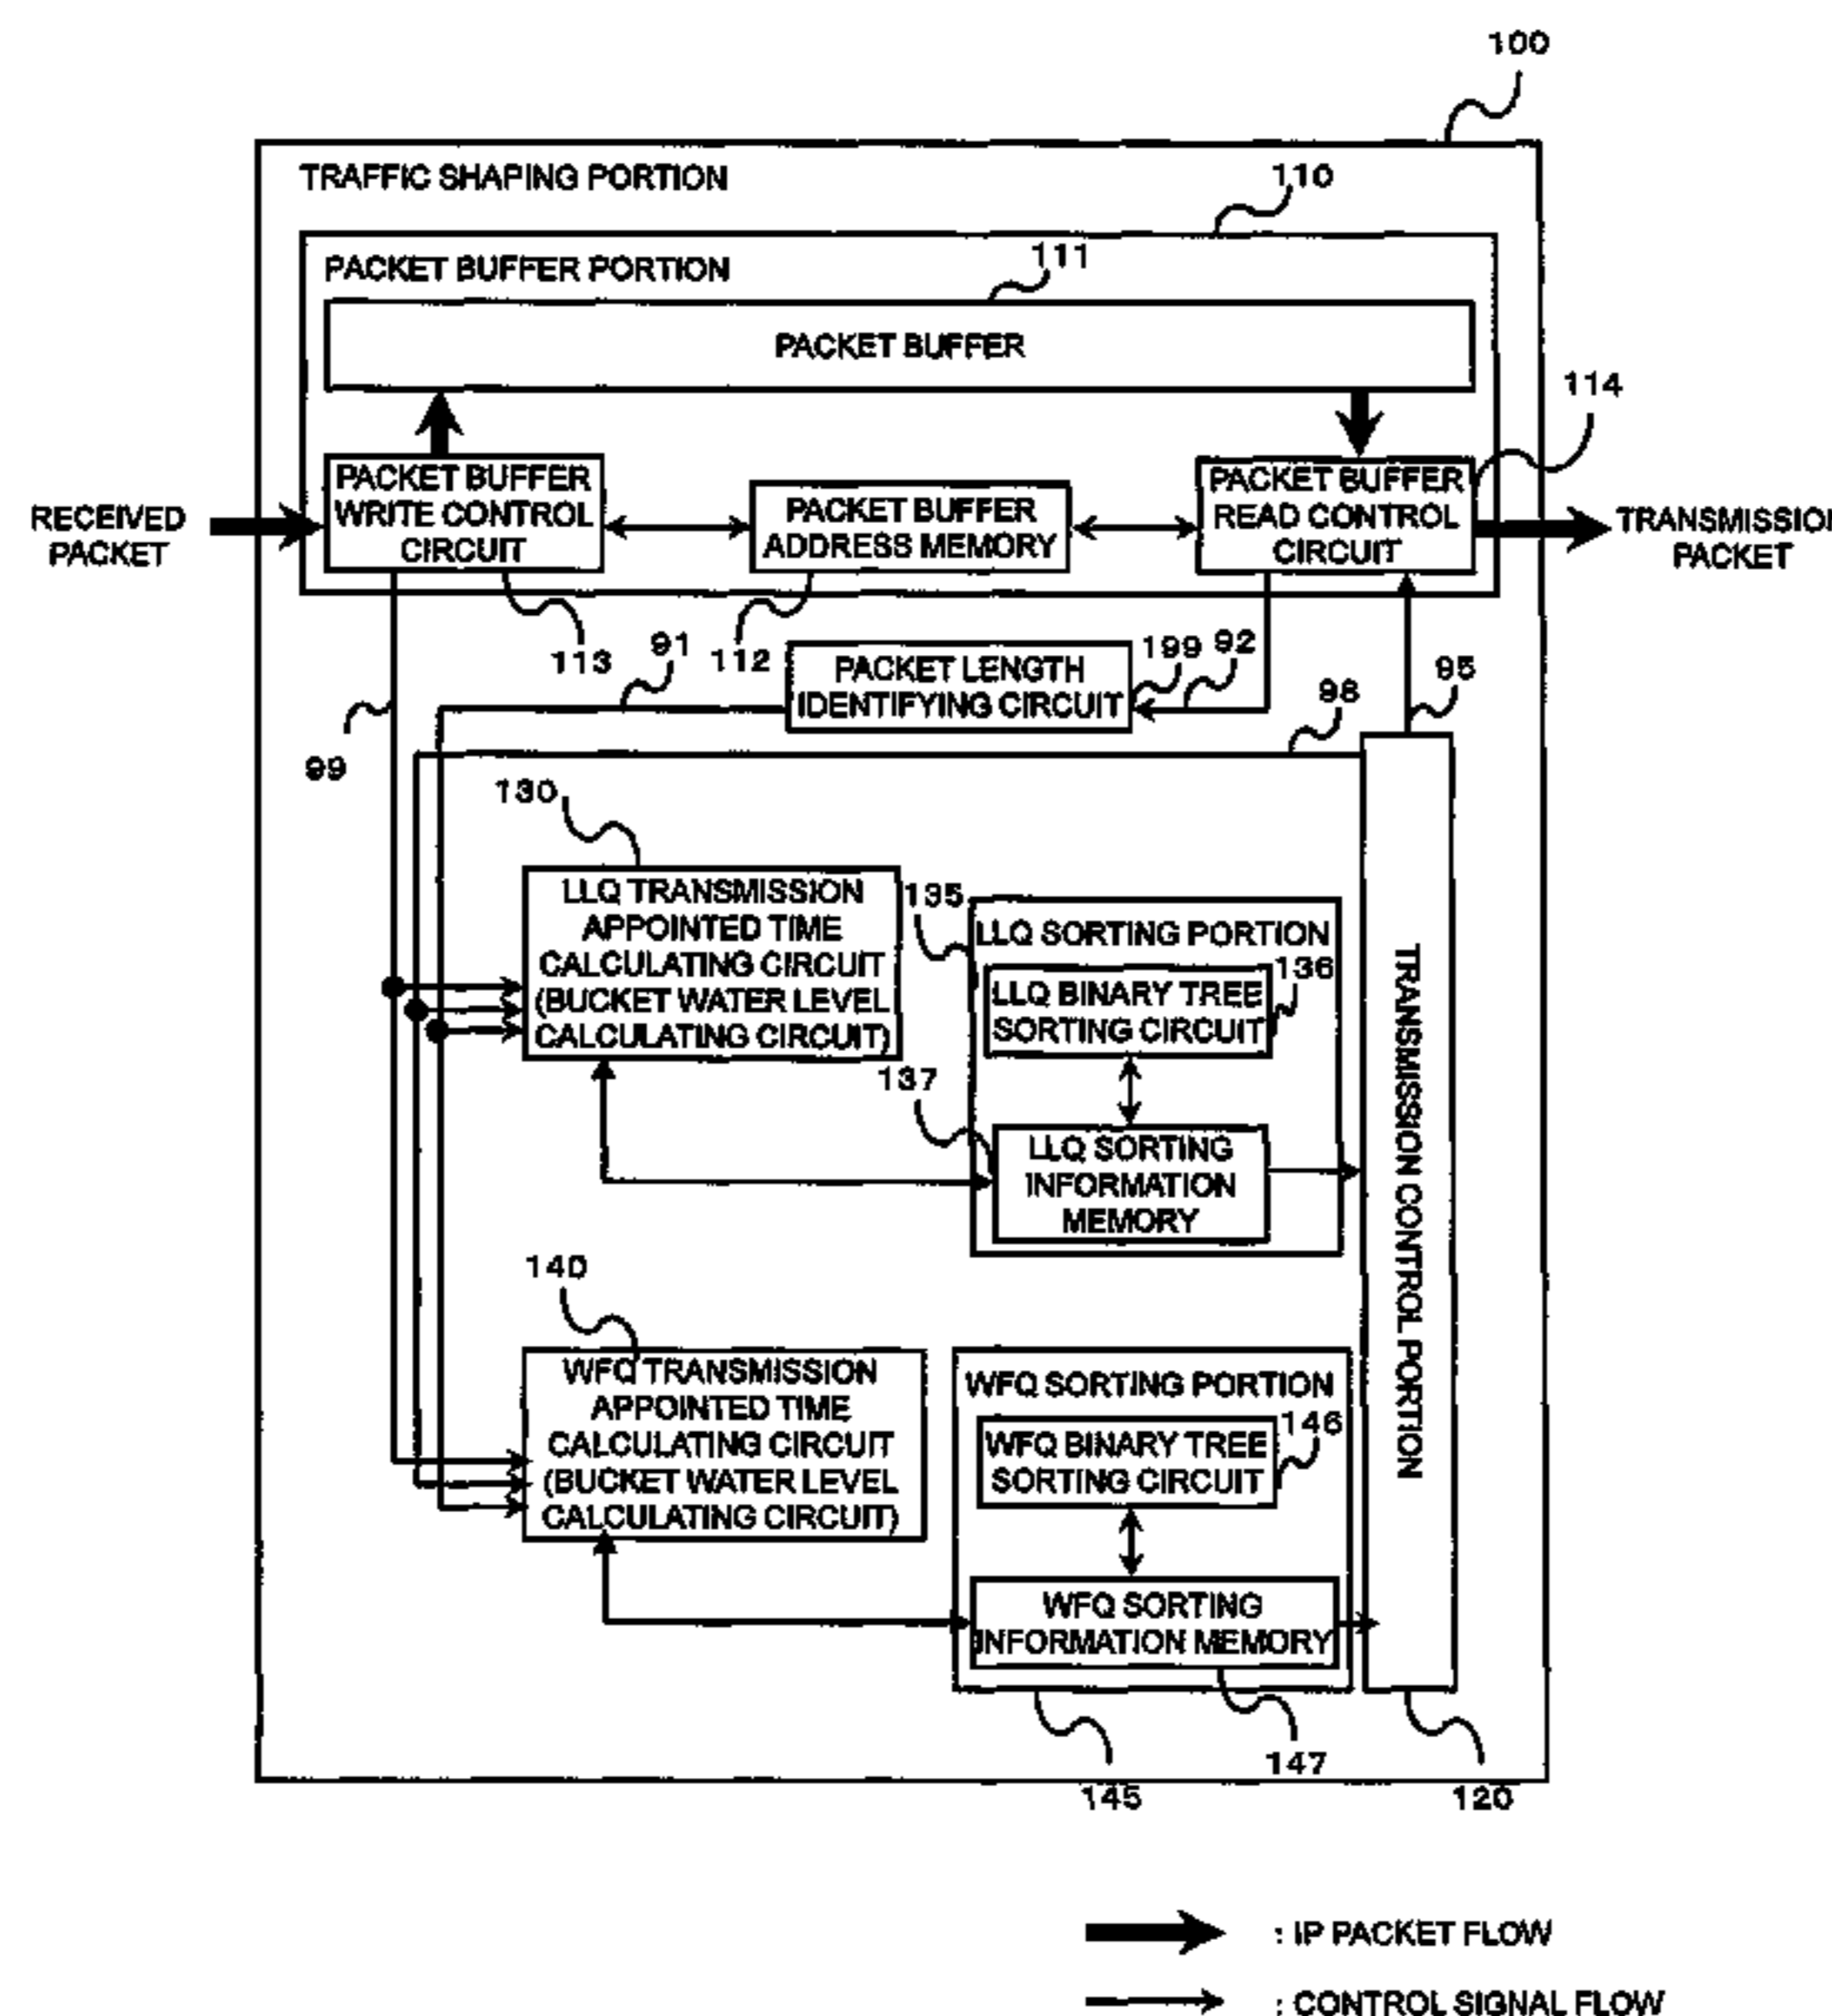 100
TRAFFIC SHAPING PORTION
110
PACKET BUFFER PORTION
111
PACKET BUFFER
114
RECEIVED
PACKET
PACKET BUFFER
WRITE CONTROL
CIRCUIT
PACKET BUFFER
ADDRESS MEMORY
PACKET BUFFER
READ CONTROL
CIRCUIT
TRANSMISSION
PACKET
113
91
112
PACKET LENGTH
IDENTIFYING CIRCUIT
199
92
95
98
99
130
LLQ TRANSMISSION
APPOINTED TIME
CALCULATING CIRCUIT
(BUCKET WATER LEVEL
CALCULATING CIRCUIT)
135
LLQ SORTING PORTION
LLQ BINARY TREE
SORTING CIRCUIT
136
137
LLQ SORTING
INFORMATION
MEMORY
TRANSMISSION CONTROL PORTION
140
WFQ TRANSMISSION
APPOINTED TIME
CALCULATING CIRCUIT
(BUCKET WATER LEVEL
CALCULATING CIRCUIT)
WFQ SORTING PORTION
WFQ BINARY TREE
SORTING CIRCUIT
146
WFQ SORTING
INFORMATION MEMORY
147
145
120
: IP PACKET FLOW
: CONTROL SIGNAL FLOW